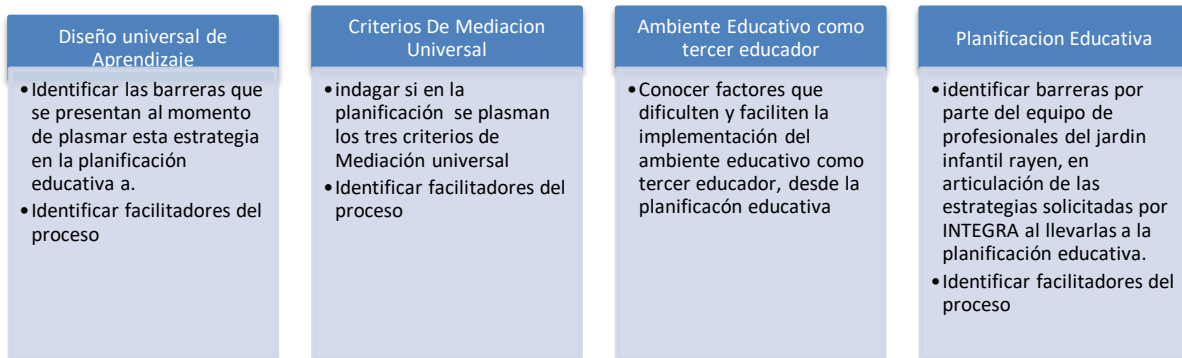 Diseño universal de
Aprendizaje
•Identificar las barreras que
se presentan al momento
de plasmar esta estrategia
en la planificación
educativa a.
•Identificar facilitadores del
proceso
Criterios De Mediacion
Universal
•indagar si en la
planificación se plasman
los tres criterios de
Mediación universal
•Identificar facilitadores del
proceso
Ambiente Educativo como
tercer educador
•Conocer factores que
dificulten y faciliten la
implementación del
ambiente educativo como
tercer educador, desde la
planificacón educativa
Planificacion Educativa
•identificar barreras por
parte del equipo de
profesionales del jardin
infantil rayen, en
articulación de las
estrategias solicitadas por
INTEGRA al llevarlas a la
planificación educativa.
•Identificar facilitadores del
proceso